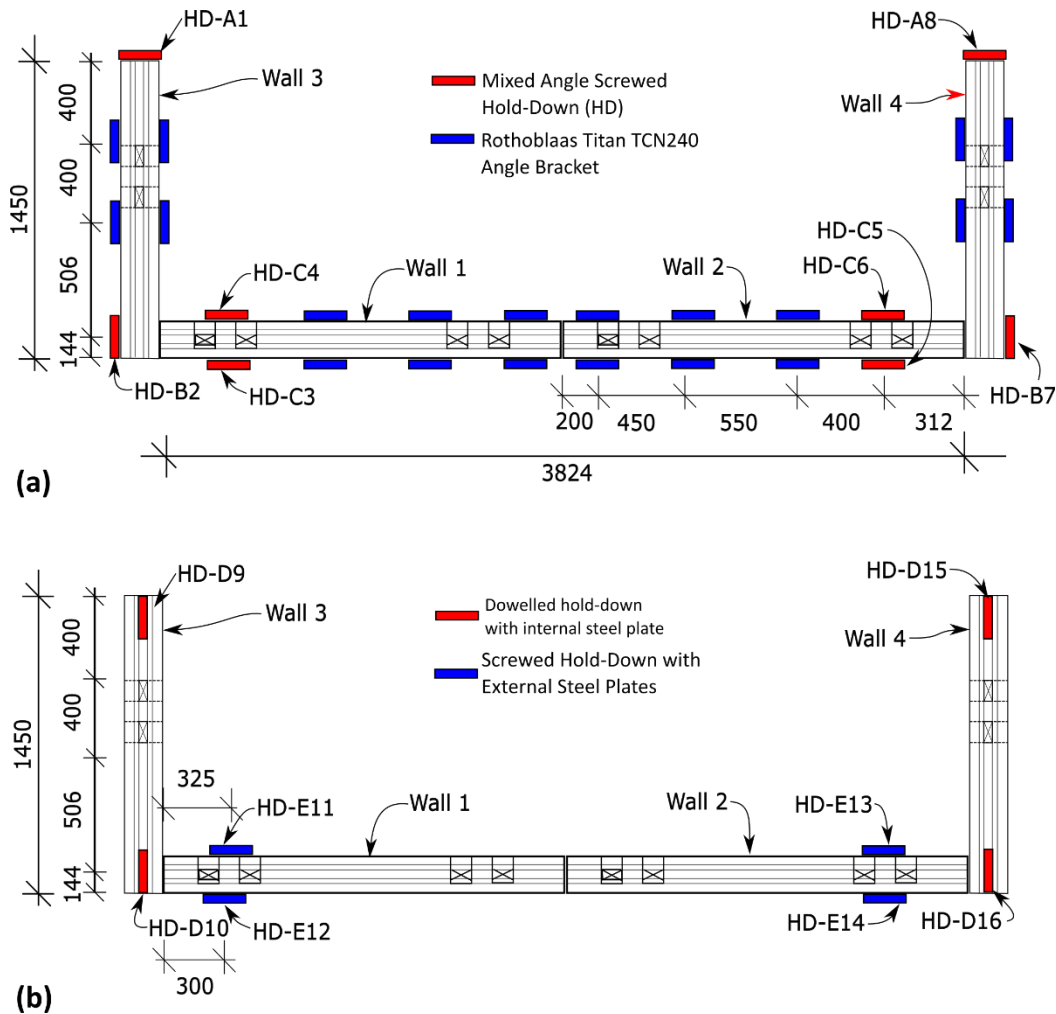 HD-A1
HD-A8
Wall 3
Mixed Angle Screwed
Hold-Down (HD)
Wall 4
Rothoblaas Titan TCN240
Angle Bracket
400
400
1450
506
144
HD-C5
HD-C4
Wall 1
Wall 2
HD-C6
HD-B2
HD-C3
HD-B7
200
450
550
400
312
3824
(a)
HD-D9
HD-D15
Wall 3
Dowelled hold-down
with internal steel plate
Wall 4
Screwed Hold-Down with
External Steel Plates
400
400
1450
506
144
325
HD-E11
Wall 1
Wall 2
HD-E13
HD-D10
HD-E12
HD-E14
HD-D16
300
(b)